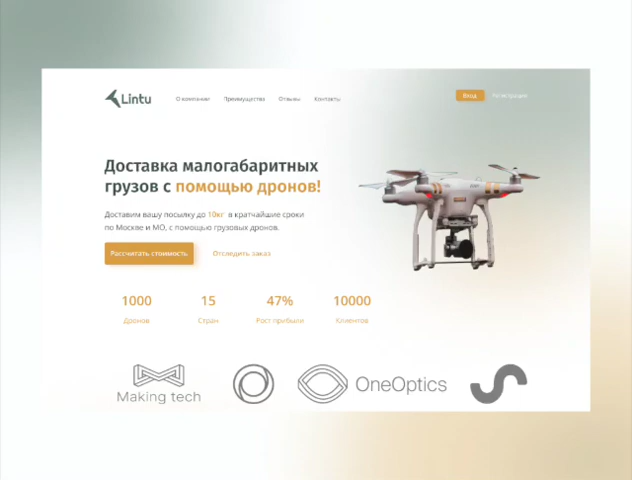 Lintu
О компании
Преимущества
Отзывы
Контакты
Вход
Регистрация
Доставка малогабаритных
грузов с помощью дронов!
Доставим вашу посылку до 10кг в кратчайшие сроки
по Москве и МО, с помощью грузовых дронов.
Рассчитать стоимость
Отследить заказ
1000
15
47%
10000
Дронов
Стран
Рост прибыли
Клиентов
Making tech
OneOptics